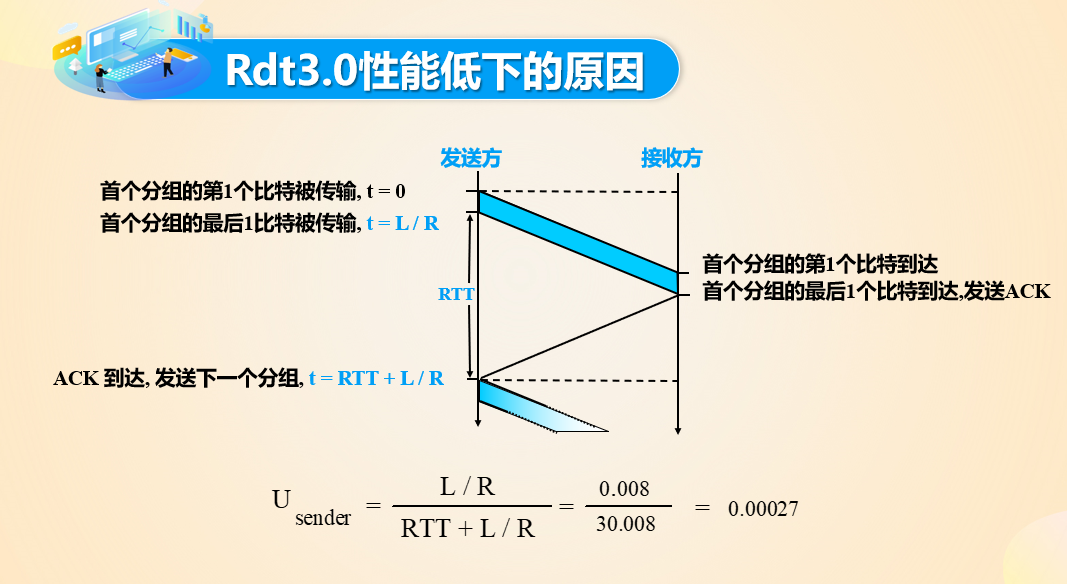 Rdt3.0性能低下的原因
发送方
接收方
首个分组的第1个比特被传输, t = 0
首个分组的最后1比特被传输, t = L / R
首个分组的第1个比特到达
首个分组的最后1个比特到达,发送ACK
RTT
ACK 到达, 发送下一个分组, t = RTT + L / R
U sender = L / R / RTT + L / R = 0.008 / 30.008 = 0.00027